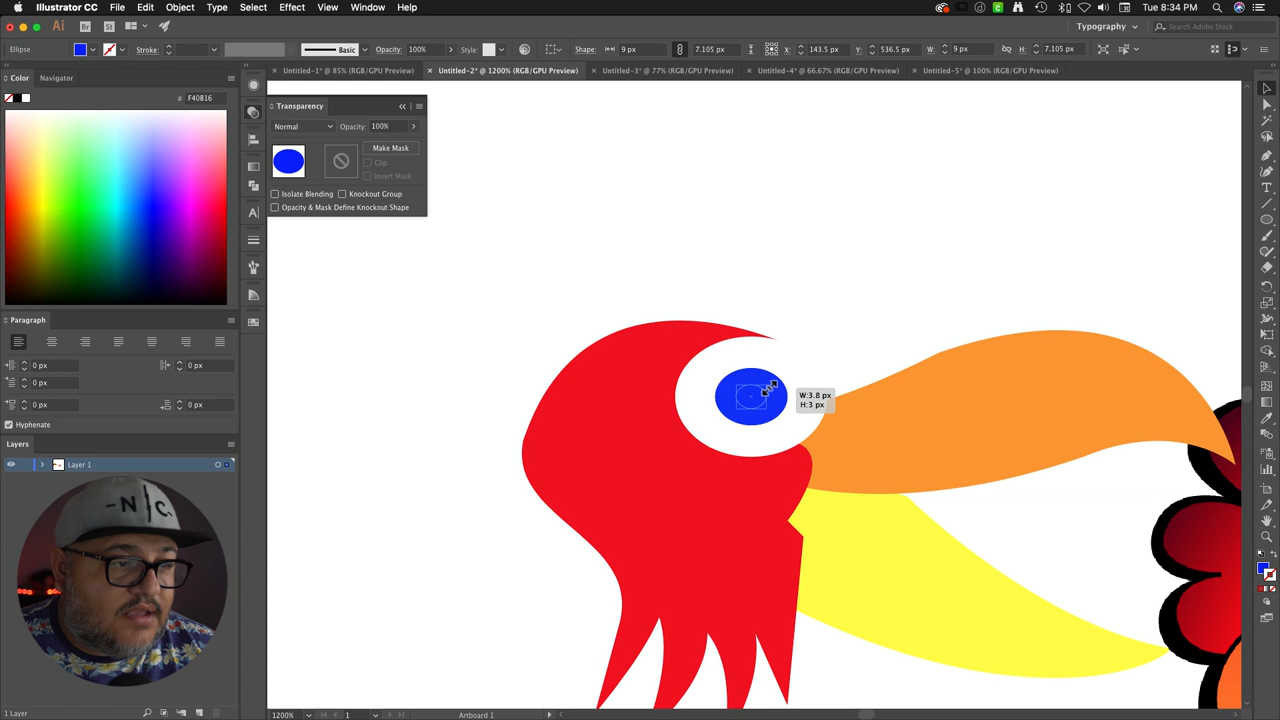 Illustrator CC File Edit Object Type Select Effect View Window Help
Tue 8:34 PM
Ai Br St
Typography
Search Adobe Stock
Ellipse Stroke: Basic Opacity: 100% Style: Shape: 9 px 7.105 px X: 143.5 px Y: 536.5 px W: 9 px H: 7.105 px
Color Navigator
Untitled-1* @ 85% (RGB/GPU Preview)
Untitled-2* @ 1200% (RGB/GPU Preview)
Untitled-3* @ 77% (RGB/GPU Preview)
Untitled-4* @ 66.67% (RGB/GPU Preview)
Untitled-5* @ 100% (RGB/GPU Preview)
# F40B16
Transparency
Normal Opacity: 100%
Make Mask
Clip
Invert Mask
Isolate Blending Knockout Group
Opacity & Mask Define Knockout Shape
Paragraph
0 px 0 px
0 px
0 px 0 px
Hyphenate
W:3.8 px
H:3 px
Layers
Layer 1
-N/C.
1 Layer
1200% 1 Artboard 1